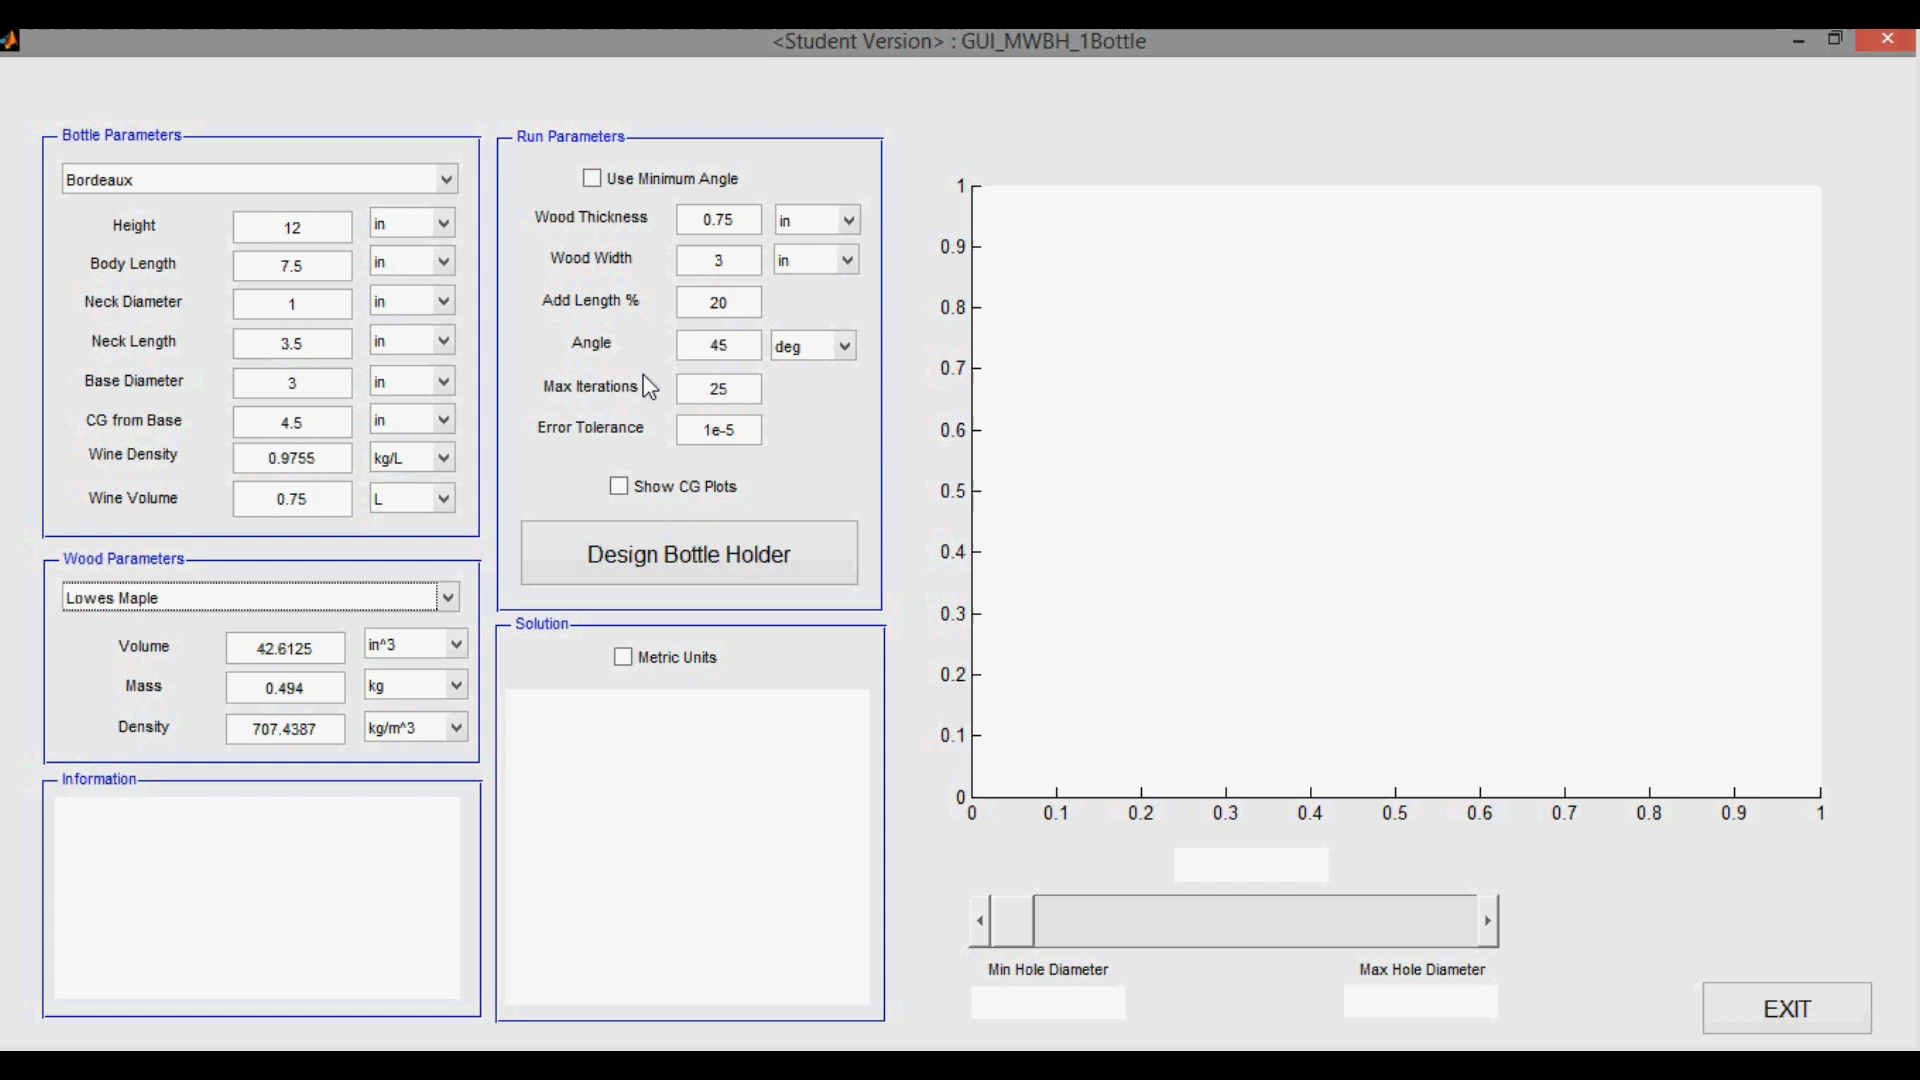 <Student Version> : GUI_MWBH_1Bottle
Bottle Parameters
Bordeaux
Height 12 in
Body Length 7.5 in
Neck Diameter 1 in
Neck Length 3.5 in
Base Diameter 3 in
CG from Base 4.5 in
Wine Density 0.9755 kg/L
Wine Volume 0.75 L
Wood Parameters
Lowes Maple
Volume 42.6125 in^3
Mass 0.494 kg
Density 707.4387 kg/m^3
Information
Run Parameters
Use Minimum Angle
Wood Thickness 0.75 in
Wood Width 3 in
Add Length % 20
Angle 45 deg
Max Iterations 25
Error Tolerance 1e-5
Show CG Plots
Design Bottle Holder
Solution
Metric Units
1
0.9
0.8
0.7
0.6
0.5
0.4
0.3
0.2
0.1
0
0 0.1 0.2 0.3 0.4 0.5 0.6 0.7 0.8 0.9 1
Min Hole Diameter Max Hole Diameter
EXIT